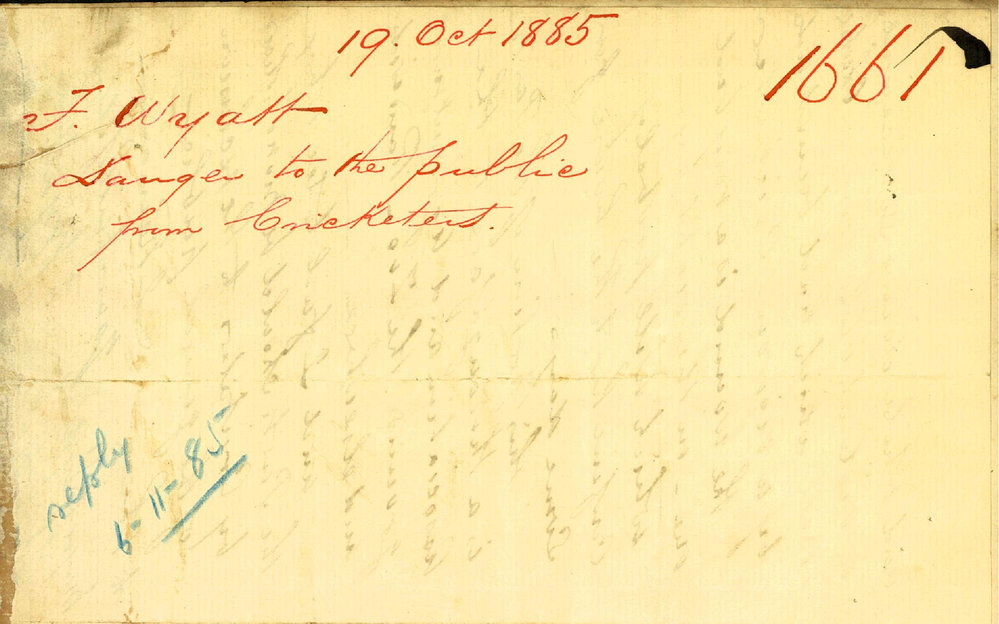 19. Oct 1885
1661
F. Wyatt
Danger to the public
from Cricketers.
reply
6-11-85